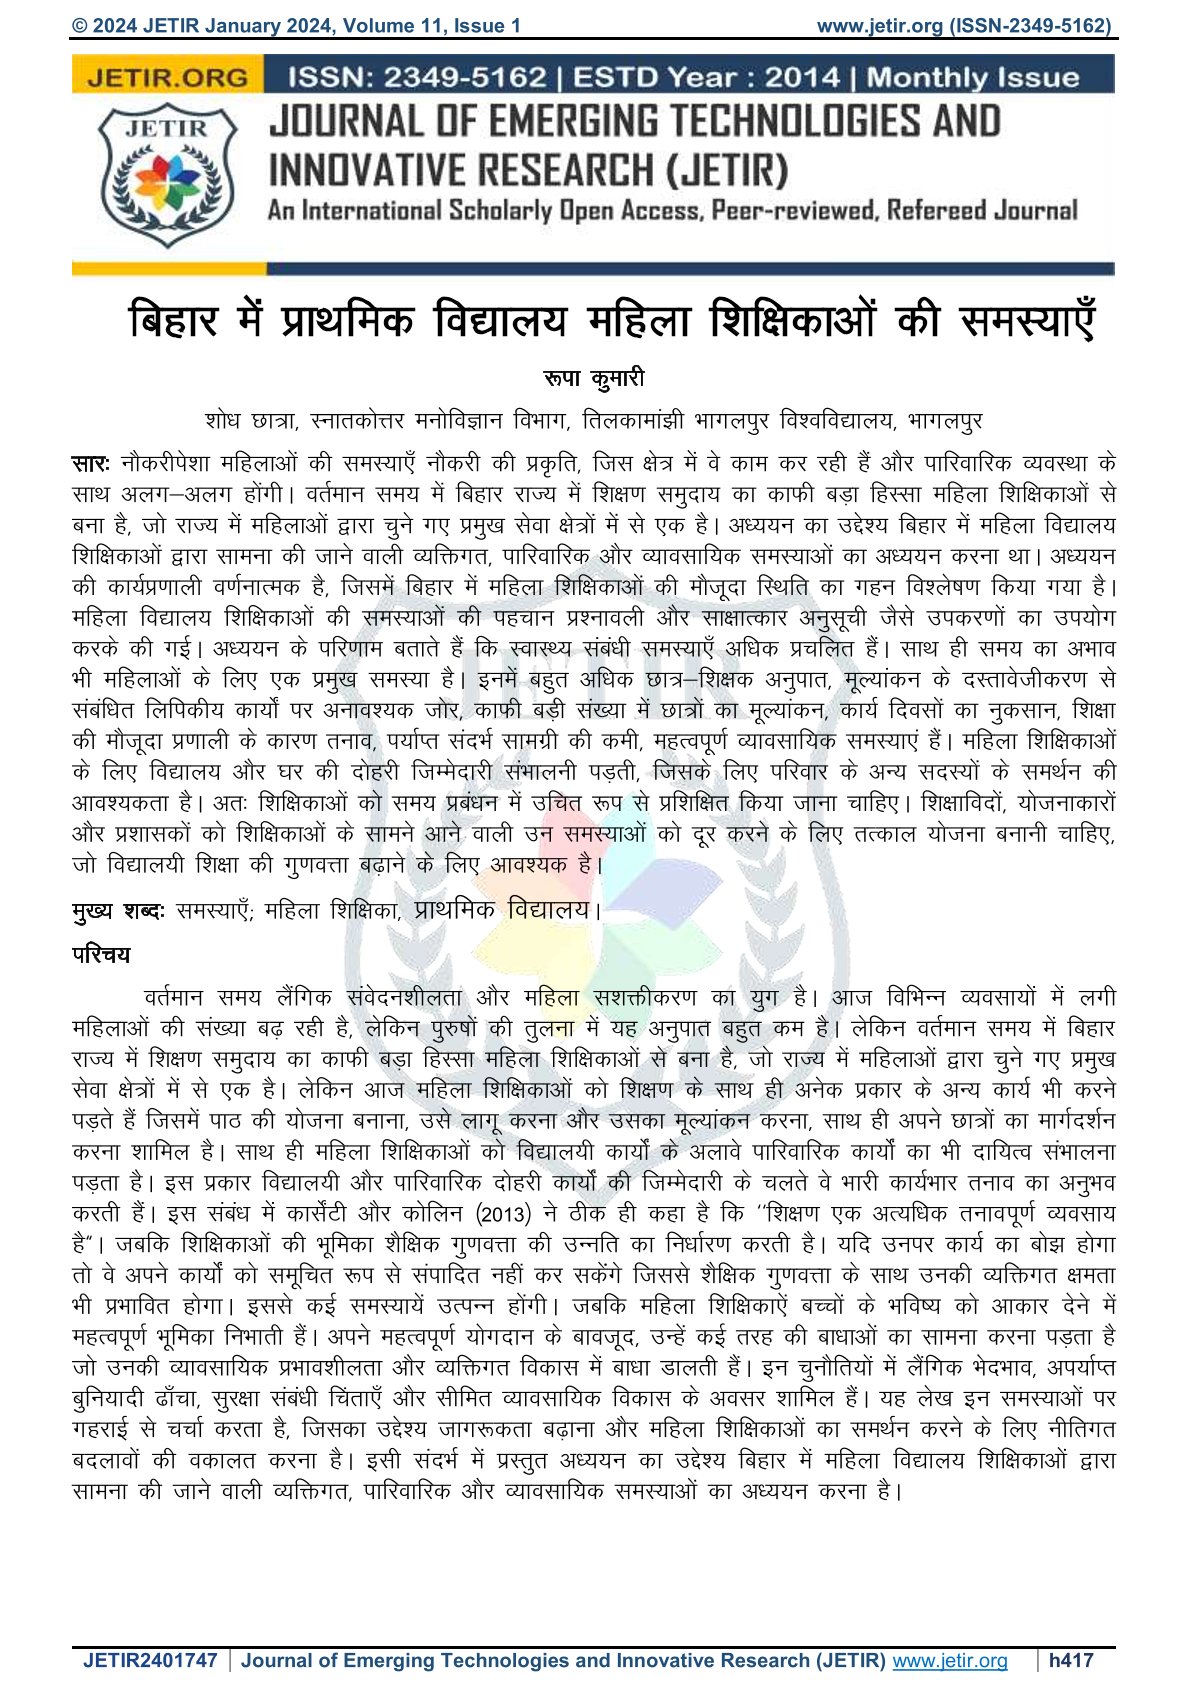 © 2024 JETIR January 2024, Volume 11, Issue 1 www.jetir.org (ISSN-2349-5162)
JETIR.ORG ISSN: 2349-5162 | ESTD Year : 2014 | Monthly Issue
JETIR
JOURNAL OF EMERGING TECHNOLOGIES AND
INNOVATIVE RESEARCH (JETIR)
An International Scholarly Open Access, Peer-reviewed, Refereed Journal
बिहार में प्राथमिक विद्यालय महिला शिक्षिकाओं की समस्याएँ
रूपा कुमारी
शोध छात्रा, स्नातकोत्तर मनोविज्ञान विभाग, तिलकामांझी भागलपुर विश्वविद्यालय, भागलपुर
सारः नौकरीपेशा महिलाओं की समस्याएँ नौकरी की प्रकृति, जिस क्षेत्र में वे काम कर रही हैं और पारिवारिक व्यवस्था के
साथ अलग–अलग होंगी। वर्तमान समय में बिहार राज्य में शिक्षण समुदाय का काफी बड़ा हिस्सा महिला शिक्षिकाओं से
बना है, जो राज्य में महिलाओं द्वारा चुने गए प्रमुख सेवा क्षेत्रों में से एक है। अध्ययन का उद्देश्य बिहार में महिला विद्यालय
शिक्षिकाओं द्वारा सामना की जाने वाली व्यक्तिगत, पारिवारिक और व्यावसायिक समस्याओं का अध्ययन करना था। अध्ययन
की कार्यप्रणाली वर्णनात्मक है, जिसमें बिहार में महिला शिक्षिकाओं की मौजूदा स्थिति का गहन विश्लेषण किया गया है।
महिला विद्यालय शिक्षिकाओं की समस्याओं की पहचान प्रश्नावली और साक्षात्कार अनुसूची जैसे उपकरणों का उपयोग
करके की गई। अध्ययन के परिणाम बताते हैं कि स्वास्थ्य संबंधी समस्याएँ अधिक प्रचलित हैं। साथ ही समय का अभाव
भी महिलाओं के लिए एक प्रमुख समस्या है। इनमें बहुत अधिक छात्र–शिक्षक अनुपात, मूल्यांकन के दस्तावेजीकरण से
संबंधित लिपिकीय कार्यों पर अनावश्यक जोर, काफी बड़ी संख्या में छात्रों का मूल्यांकन, कार्य दिवसों का नुकसान, शिक्षा
की मौजूदा प्रणाली के कारण तनाव, पर्याप्त संदर्भ सामग्री की कमी, महत्वपूर्ण व्यावसायिक समस्याएं हैं। महिला शिक्षिकाओं
के लिए विद्यालय और घर की दोहरी जिम्मेदारी संभालनी पड़ती, जिसके लिए परिवार के अन्य सदस्यों के समर्थन की
आवश्यकता है। अतः शिक्षिकाओं को समय प्रबंधन में उचित रूप से प्रशिक्षित किया जाना चाहिए। शिक्षाविदों, योजनाकारों
और प्रशासकों को शिक्षिकाओं के सामने आने वाली उन समस्याओं को दूर करने के लिए तत्काल योजना बनानी चाहिए,
जो विद्यालयी शिक्षा की गुणवत्ता बढ़ाने के लिए आवश्यक है।
मुख्य शब्दः समस्याएँ; महिला शिक्षिका, प्राथमिक विद्यालय।
परिचय
वर्तमान समय लैंगिक संवेदनशीलता और महिला सशक्तीकरण का युग है। आज विभिन्न व्यवसायों में लगी
महिलाओं की संख्या बढ़ रही है, लेकिन पुरुषों की तुलना में यह अनुपात बहुत कम है। लेकिन वर्तमान समय में बिहार
राज्य में शिक्षण समुदाय का काफी बड़ा हिस्सा महिला शिक्षिकाओं से बना है, जो राज्य में महिलाओं द्वारा चुने गए प्रमुख
सेवा क्षेत्रों में से एक है। लेकिन आज महिला शिक्षिकाओं को शिक्षण के साथ ही अनेक प्रकार के अन्य कार्य भी करने
पड़ते हैं जिसमें पाठ की योजना बनाना, उसे लागू करना और उसका मूल्यांकन करना, साथ ही अपने छात्रों का मार्गदर्शन
करना शामिल है। साथ ही महिला शिक्षिकाओं को विद्यालयी कार्यों के अलावे पारिवारिक कार्यों का भी दायित्व संभालना
पड़ता है। इस प्रकार विद्यालयी और पारिवारिक दोहरी कार्यों की जिम्मेदारी के चलते वे भारी कार्यभार तनाव का अनुभव
करती हैं। इस संबंध में कार्सेंटी और कोलिन (2013) ने ठीक ही कहा है कि ‘‘शिक्षण एक अत्यधिक तनावपूर्ण व्यवसाय
है“। जबकि शिक्षिकाओं की भूमिका शैक्षिक गुणवत्ता की उन्नति का निर्धारण करती है। यदि उनपर कार्य का बोझ होगा
तो वे अपने कार्यों को समूचित रूप से संपादित नहीं कर सकेंगे जिससे शैक्षिक गुणवत्ता के साथ उनकी व्यक्तिगत क्षमता
भी प्रभावित होगा। इससे कई समस्यायें उत्पन्न होंगी। जबकि महिला शिक्षिकाऐं बच्चों के भविष्य को आकार देने में
महत्वपूर्ण भूमिका निभाती हैं। अपने महत्वपूर्ण योगदान के बावजूद, उन्हें कई तरह की बाधाओं का सामना करना पड़ता है
जो उनकी व्यावसायिक प्रभावशीलता और व्यक्तिगत विकास में बाधा डालती हैं। इन चुनौतियों में लैंगिक भेदभाव, अपर्याप्त
बुनियादी ढाँचा, सुरक्षा संबंधी चिंताएँ और सीमित व्यावसायिक विकास के अवसर शामिल हैं। यह लेख इन समस्याओं पर
गहराई से चर्चा करता है, जिसका उद्देश्य जागरूकता बढ़ाना और महिला शिक्षिकाओं का समर्थन करने के लिए नीतिगत
बदलावों की वकालत करना है। इसी संदर्भ में प्रस्तुत अध्ययन का उद्देश्य बिहार में महिला विद्यालय शिक्षिकाओं द्वारा
सामना की जाने वाली व्यक्तिगत, पारिवारिक और व्यावसायिक समस्याओं का अध्ययन करना है।
JETIR2401747 Journal of Emerging Technologies and Innovative Research (JETIR) www.jetir.org h417